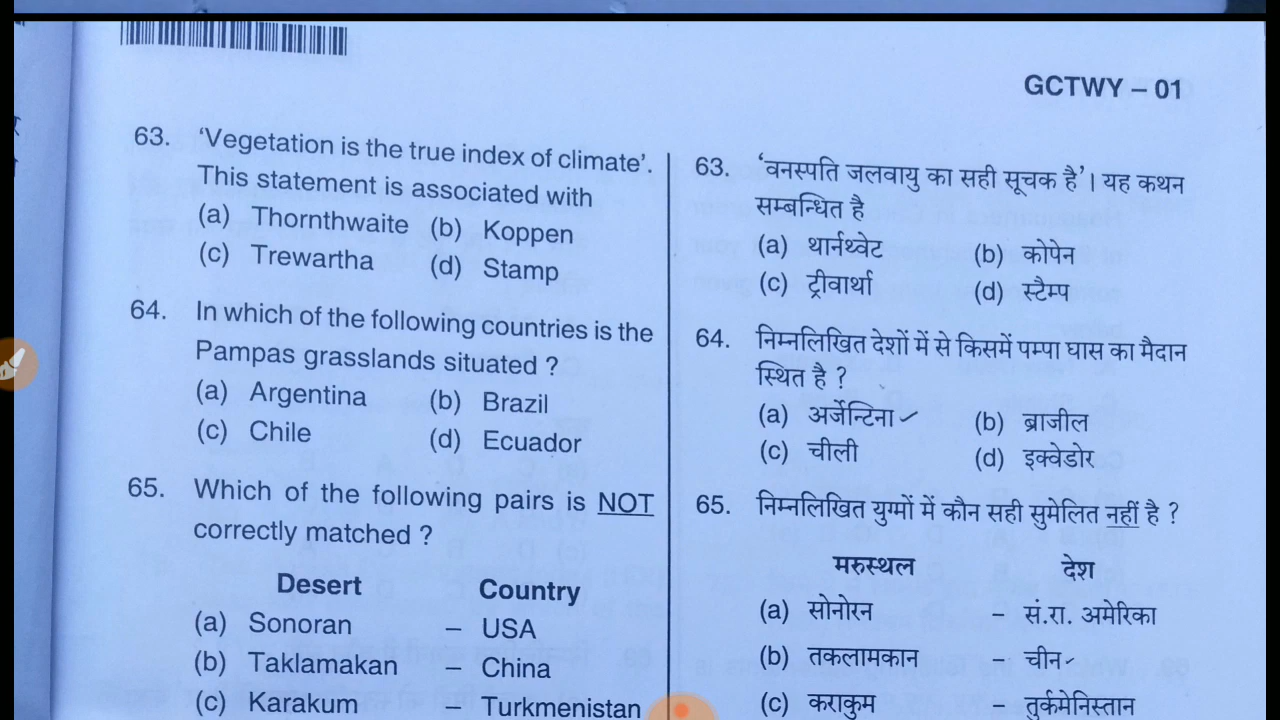 GCTWY – 01
63. 'Vegetation is the true index of climate'.
This statement is associated with
(a) Thornthwaite (b) Koppen
(c) Trewartha (d) Stamp
64. In which of the following countries is the
Pampas grasslands situated ?
(a) Argentina (b) Brazil
(c) Chile (d) Ecuador
65. Which of the following pairs is NOT
correctly matched ?
Desert Country
(a) Sonoran – USA
(b) Taklamakan – China
(c) Karakum – Turkmenistan
63. 'वनस्पति जलवायु का सही सूचक है'। यह कथन
सम्बन्धित है
(a) थार्नथ्वेट (b) कोपेन
(c) ट्रीवार्था (d) स्टैम्प
64. निम्नलिखित देशों में से किसमें पम्पा घास का मैदान
स्थित है ?
(a) अर्जेन्टिना (b) ब्राजील
(c) चीली (d) इक्वेडोर
65. निम्नलिखित युग्मों में कौन सही सुमेलित नहीं है ?
मरुस्थल देश
(a) सोनोरन – सं.रा. अमेरिका
(b) तकलामकान – चीन
(c) कराकुम – तुर्कमेनिस्तान